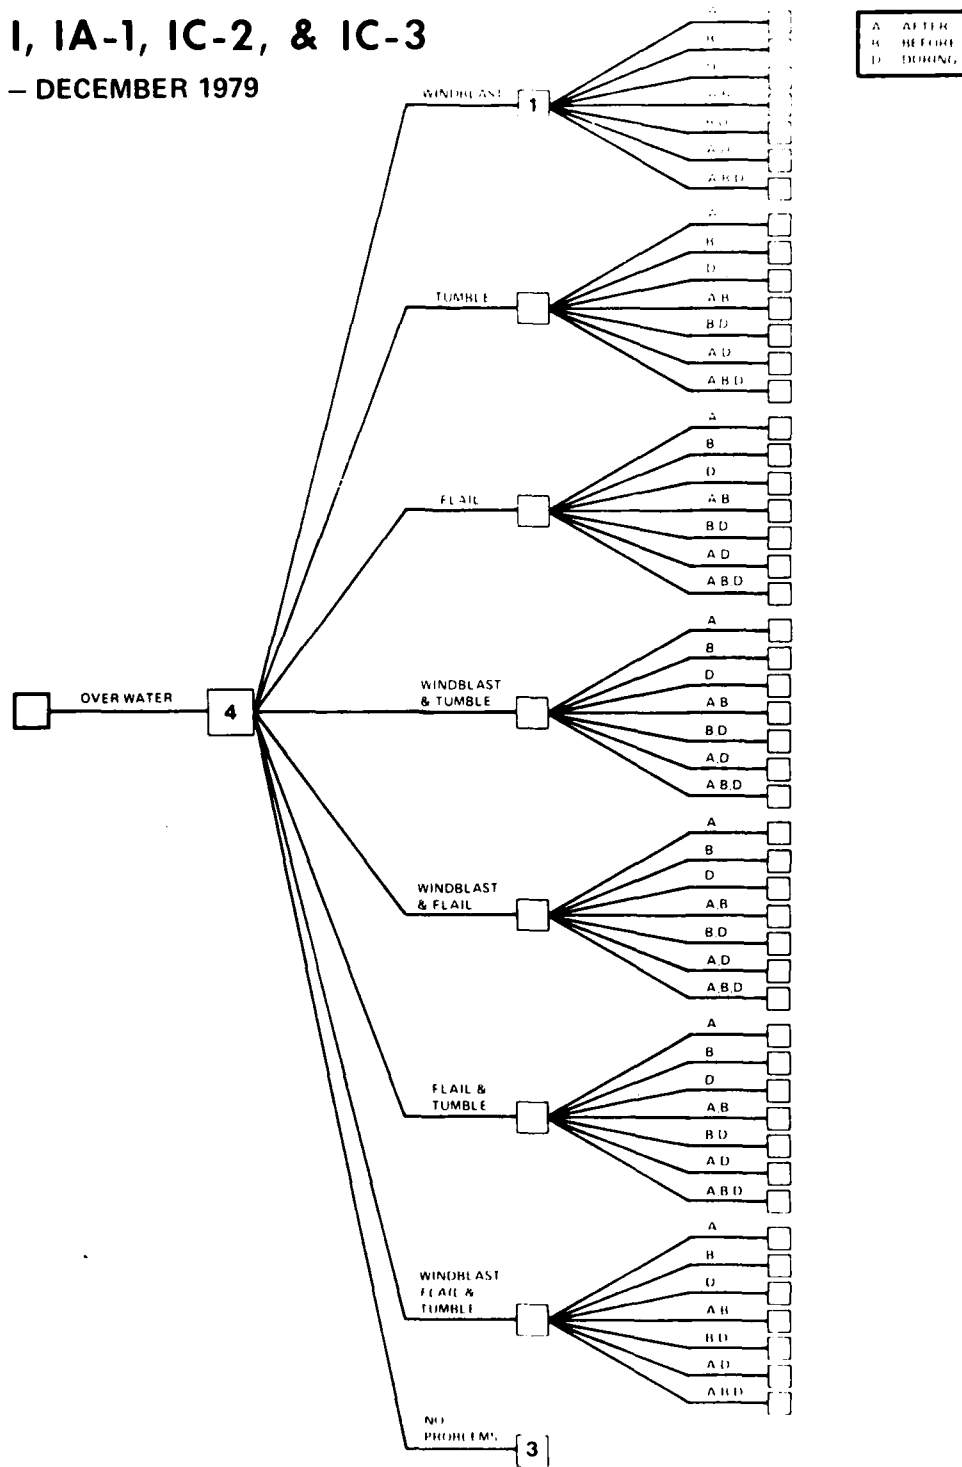 I, IA-1, IC-2, & IC-3
– DECEMBER 1979
A AFTER
B BEFORE
D DURING
WINDBLAST
1
A
B
D
A,B
B,D
A,D
A,B,D
TUMBLE
A
B
D
A,B
B,D
A,D
A,B,D
FLAIL
A
B
D
A,B
B,D
A,D
A,B,D
OVER WATER
4
WINDBLAST
& TUMBLE
A
B
D
A,B
B,D
A,D
A,B,D
WINDBLAST
& FLAIL
A
B
D
A,B
B,D
A,D
A,B,D
FLAIL &
TUMBLE
A
B
D
A,B
B,D
A,D
A,B,D
WINDBLAST
FLAIL &
TUMBLE
A
B
D
A,B
B,D
A,D
A,B,D
NO
PROBLEMS
3